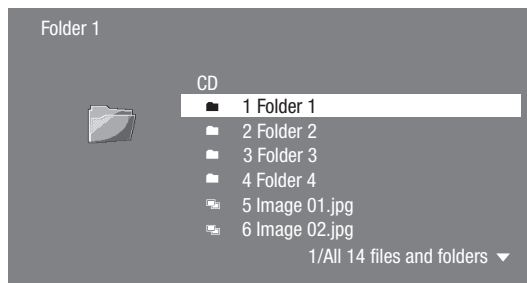 Folder 1
CD
1 Folder 1
2 Folder 2
3 Folder 3
4 Folder 4
5 Image 01.jpg
6 Image 02.jpg
1/All 14 files and folders ▼